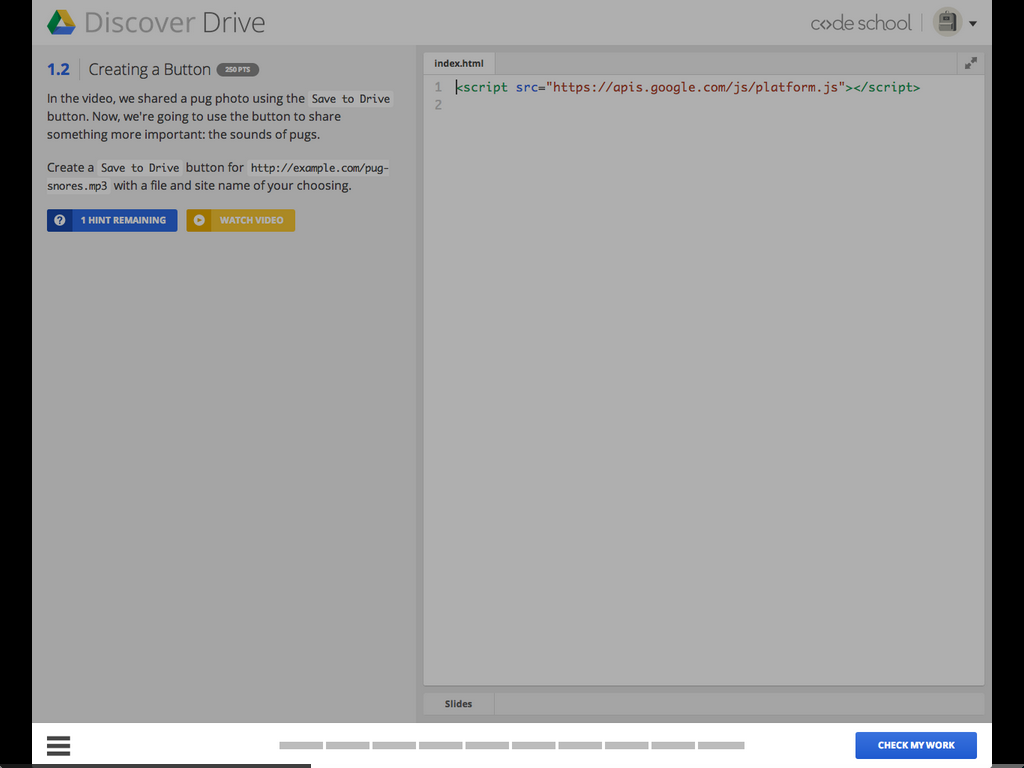 Discover Drive
code school
1.2 Creating a Button 250 PTS
In the video, we shared a pug photo using the Save to Drive
button. Now, we're going to use the button to share
something more important: the sounds of pugs.
Create a Save to Drive button for http://example.com/pug-
snores.mp3 with a file and site name of your choosing.
? 1 HINT REMAINING
WATCH VIDEO
index.html
1 <script src="https://apis.google.com/js/platform.js"></script>
2
Slides
CHECK MY WORK